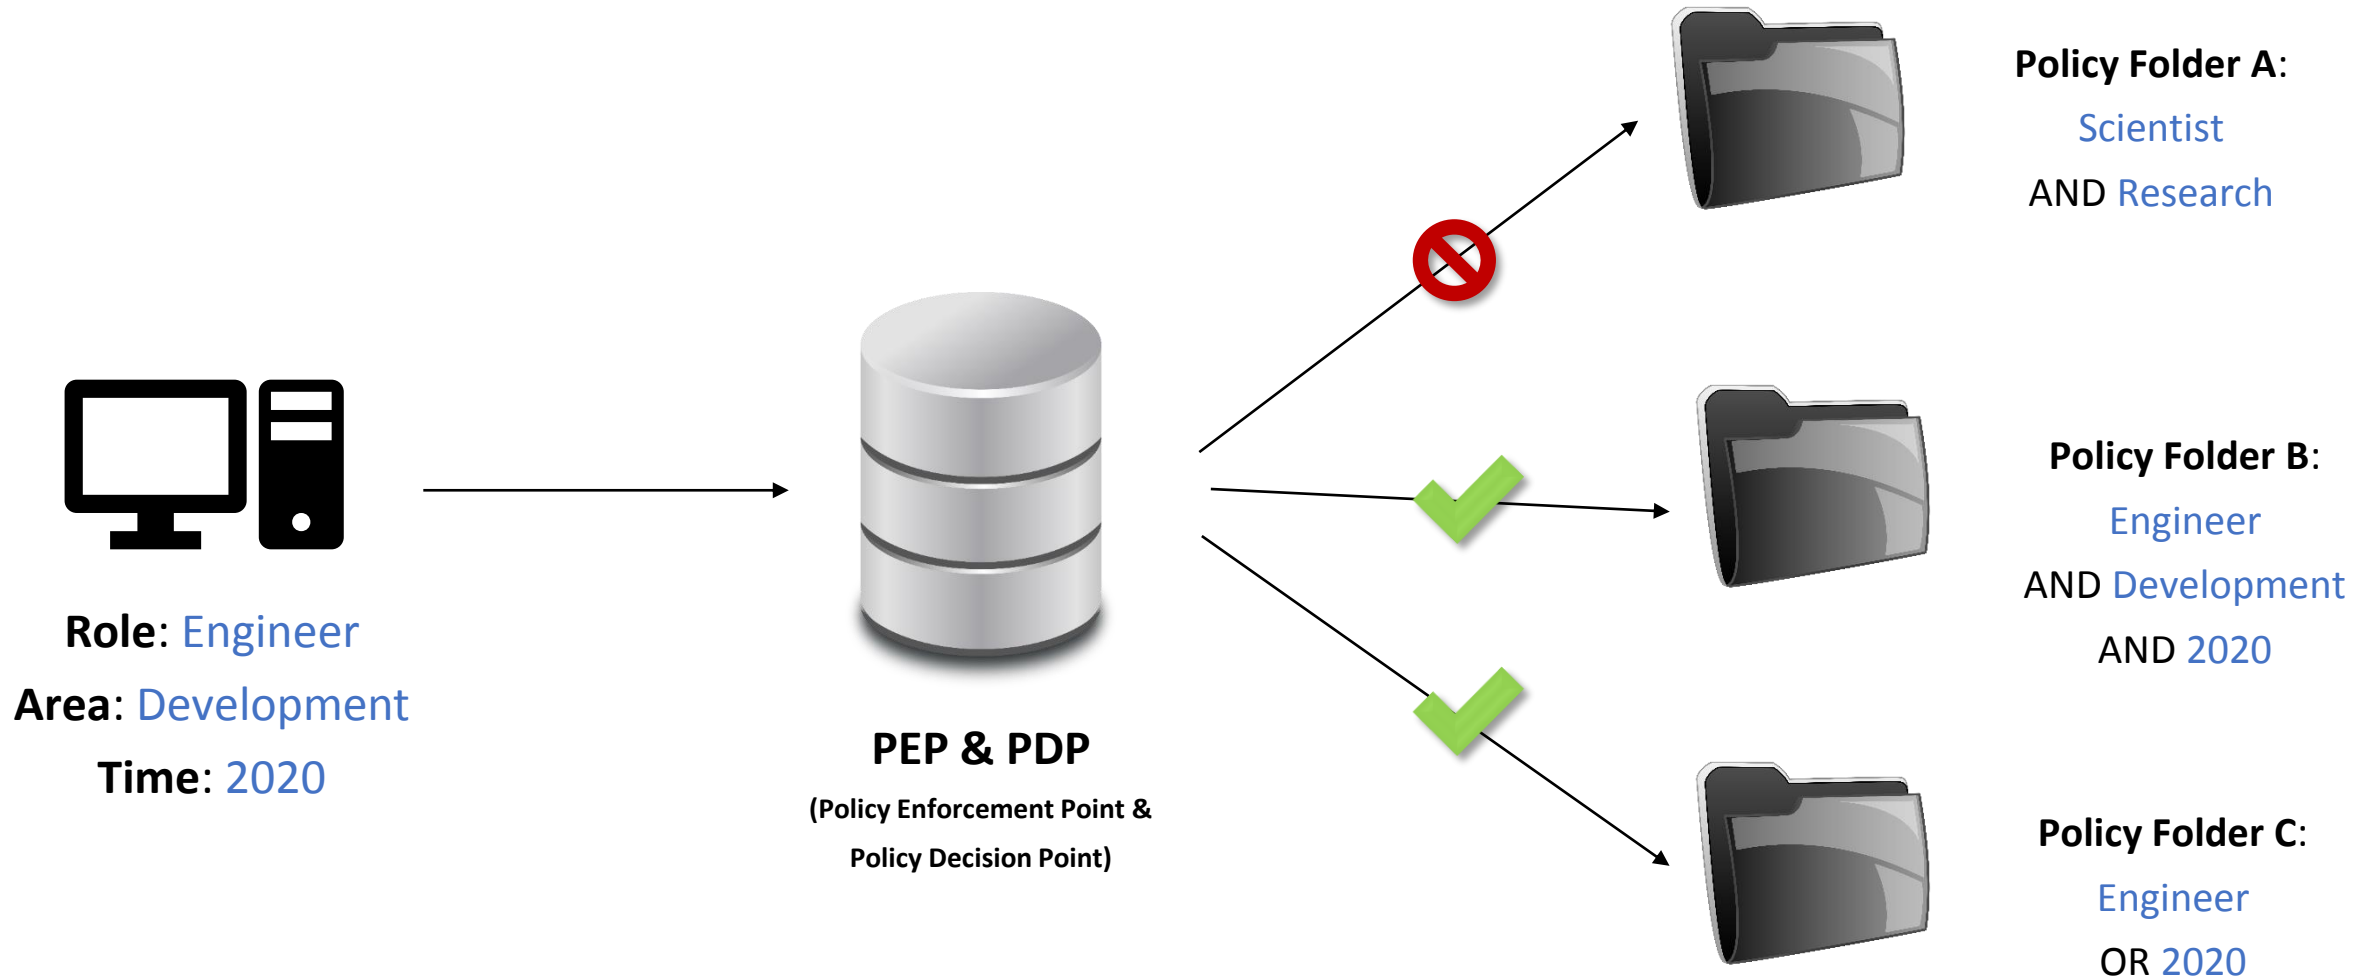 Role: Engineer
Area: Development
Time: 2020
PEP & PDP
(Policy Enforcement Point &
Policy Decision Point)
Policy Folder A:
Scientist
AND Research
Policy Folder B:
Engineer
AND Development
AND 2020
Policy Folder C:
Engineer
OR 2020